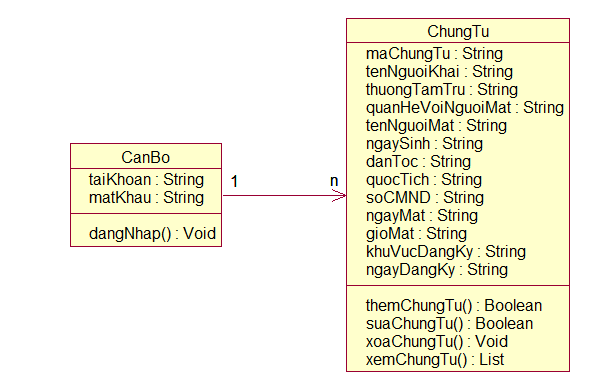 CanBo
taiKhoan : String
matKhau : String
dangNhap() : Void
1
n
ChungTu
maChungTu : String
tenNguoiKhai : String
thuongTamTru : String
quanHeVoiNguoiMat : String
tenNguoiMat : String
ngaySinh : String
danToc : String
quocTich : String
soCMND : String
ngayMat : String
gioMat : String
khuVucDangKy : String
ngayDangKy : String
themChungTu() : Boolean
suaChungTu() : Boolean
xoaChungTu() : Void
xemChungTu() : List